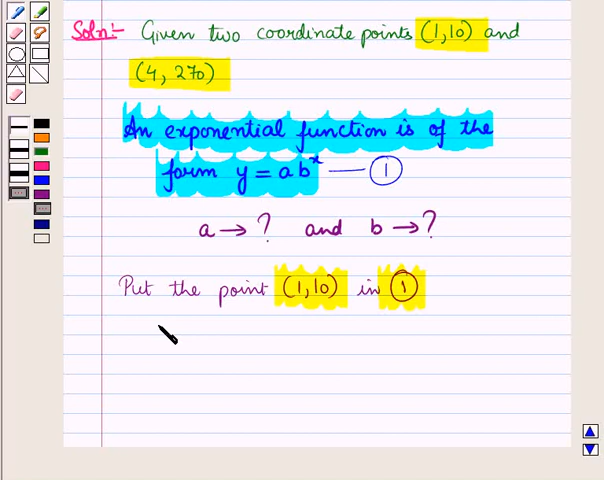 Soln:- Given two coordinate points (1,10) and
(4, 270)
An exponential function is of the
form y = ab^x — ①
a → ? and b → ?
Put the point (1,10) in ①